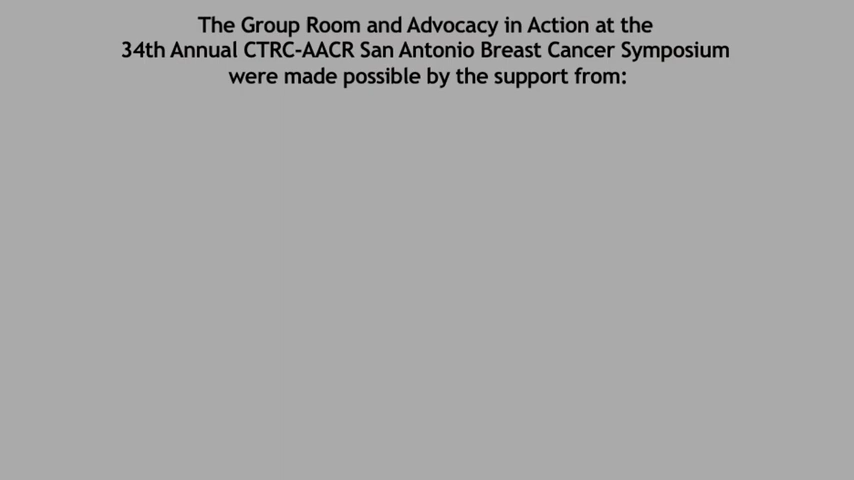 The Group Room and Advocacy in Action at the
34th Annual CTRC-AACR San Antonio Breast Cancer Symposium
were made possible by the support from: